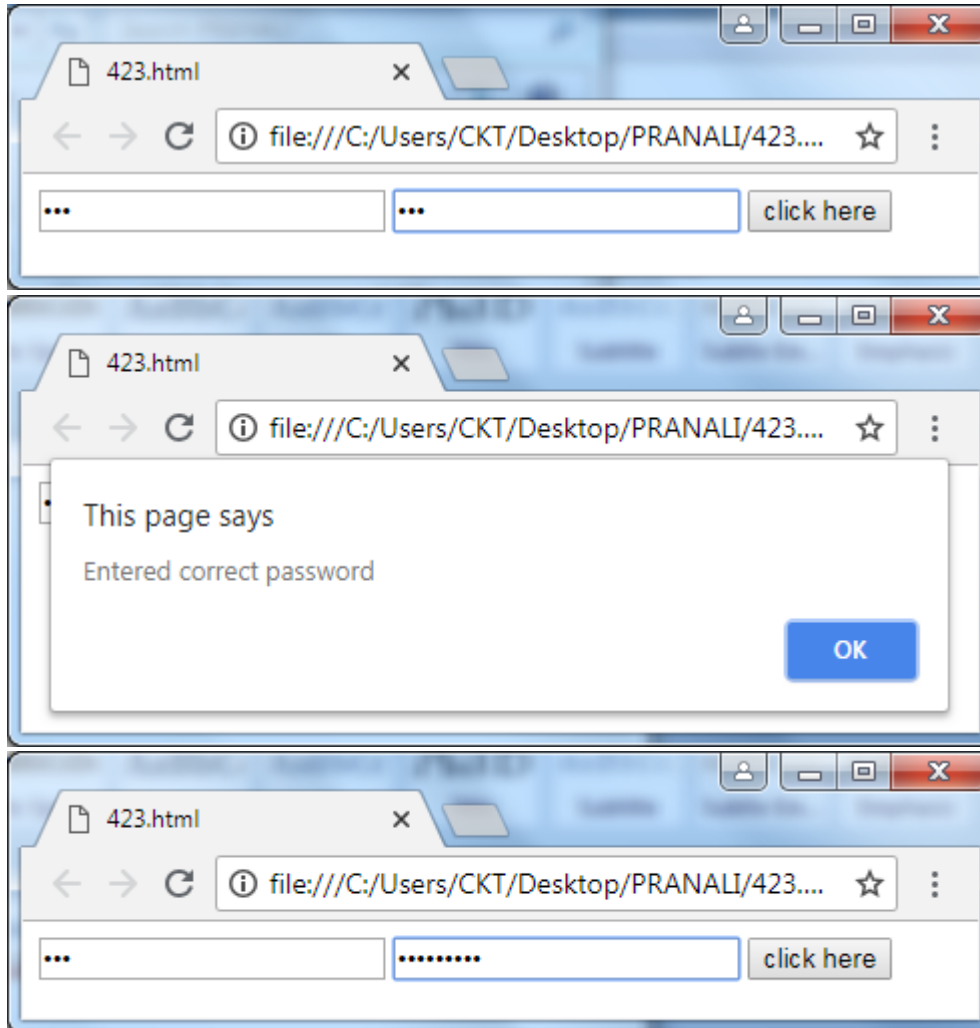 423.html
file:///C:/Users/CKT/Desktop/PRANALI/423....
••• ••• click here
423.html
file:///C:/Users/CKT/Desktop/PRANALI/423....
This page says
Entered correct password
OK
423.html
file:///C:/Users/CKT/Desktop/PRANALI/423....
••• ••••••••• click here